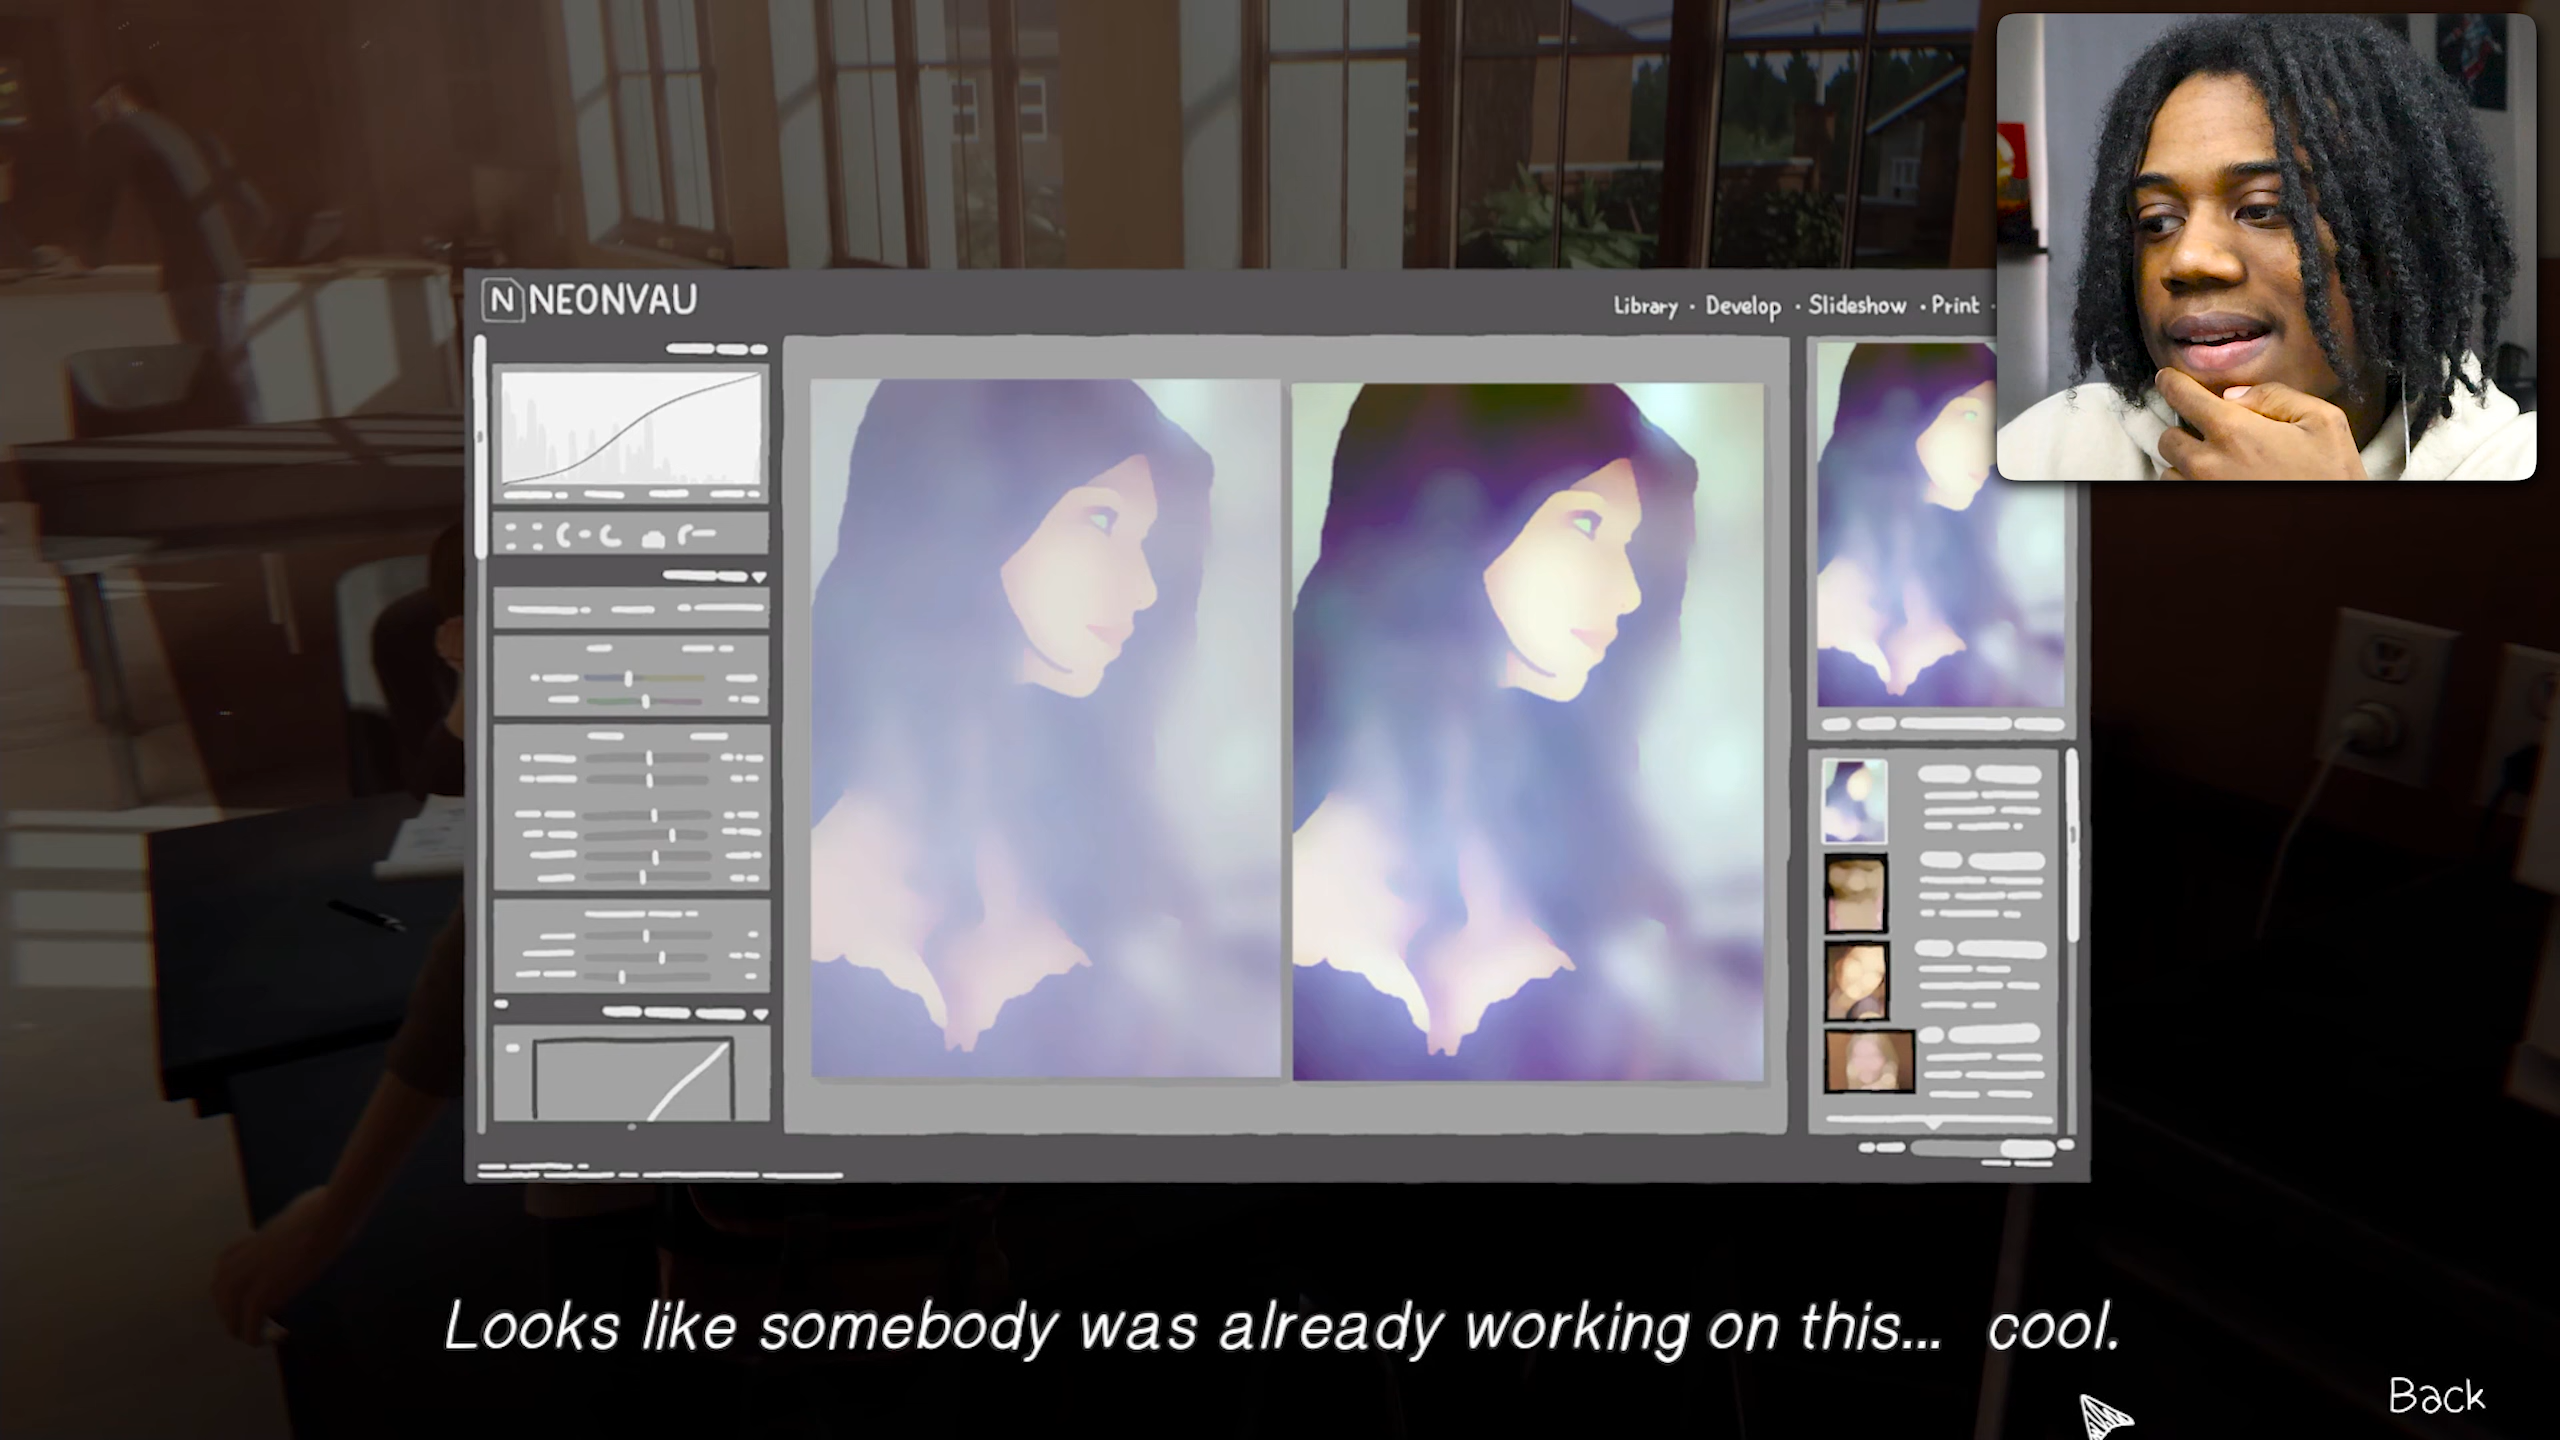 N NEONVAU
Library · Develop · Slideshow · Print ·
Looks like somebody was already working on this... cool.
Back